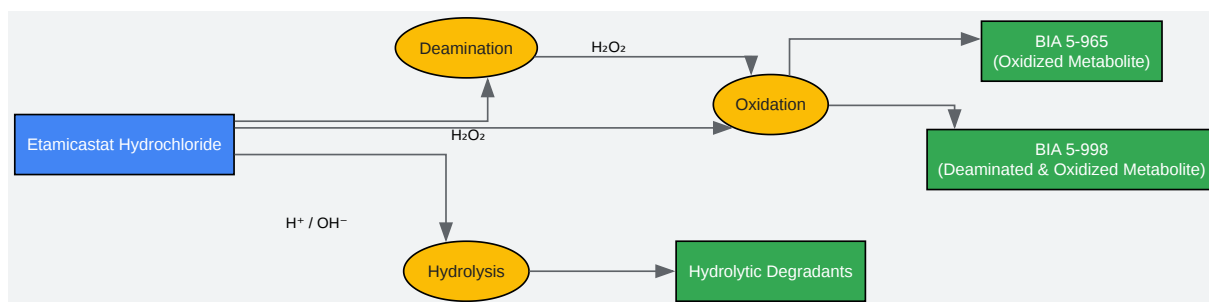 Deamination
H₂O₂
BIA 5-965
(Oxidized Metabolite)
Oxidation
Etamicastat Hydrochloride
H₂O₂
BIA 5-998
(Deaminated & Oxidized Metabolite)
H⁺ / OH⁻
Hydrolysis
Hydrolytic Degradants